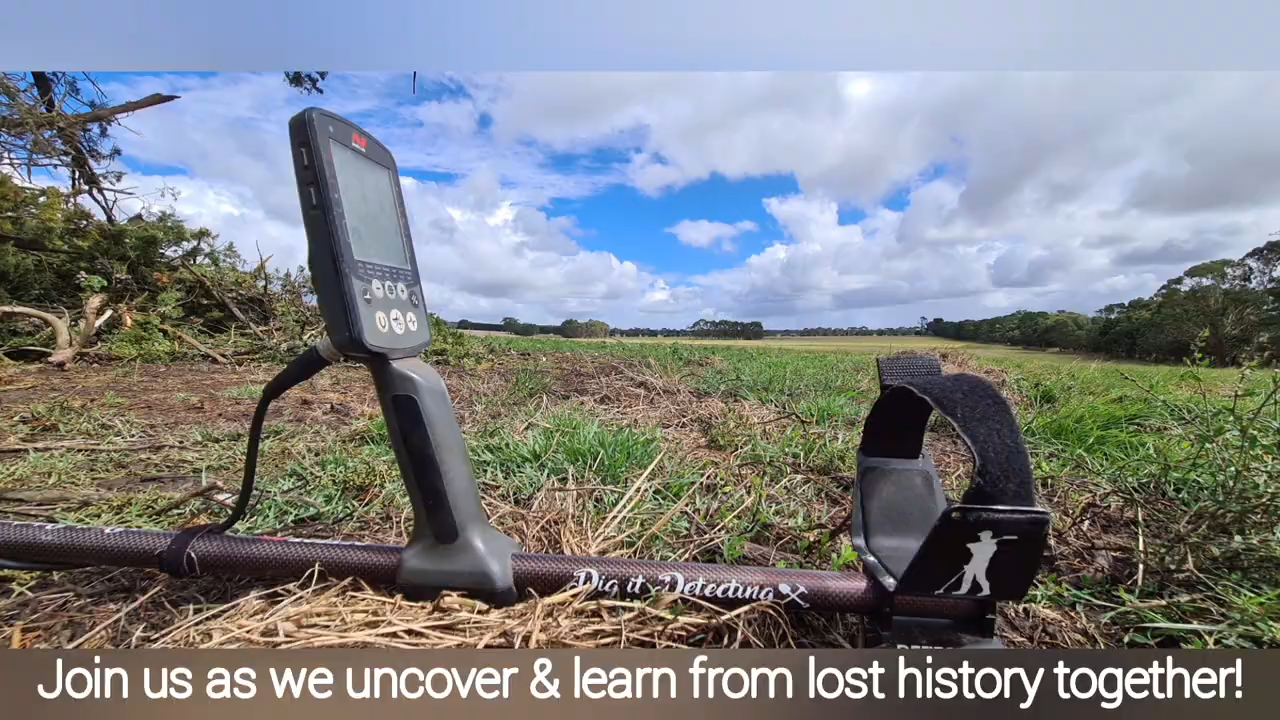 Dig it Detecting
Join us as we uncover & learn from lost history together!